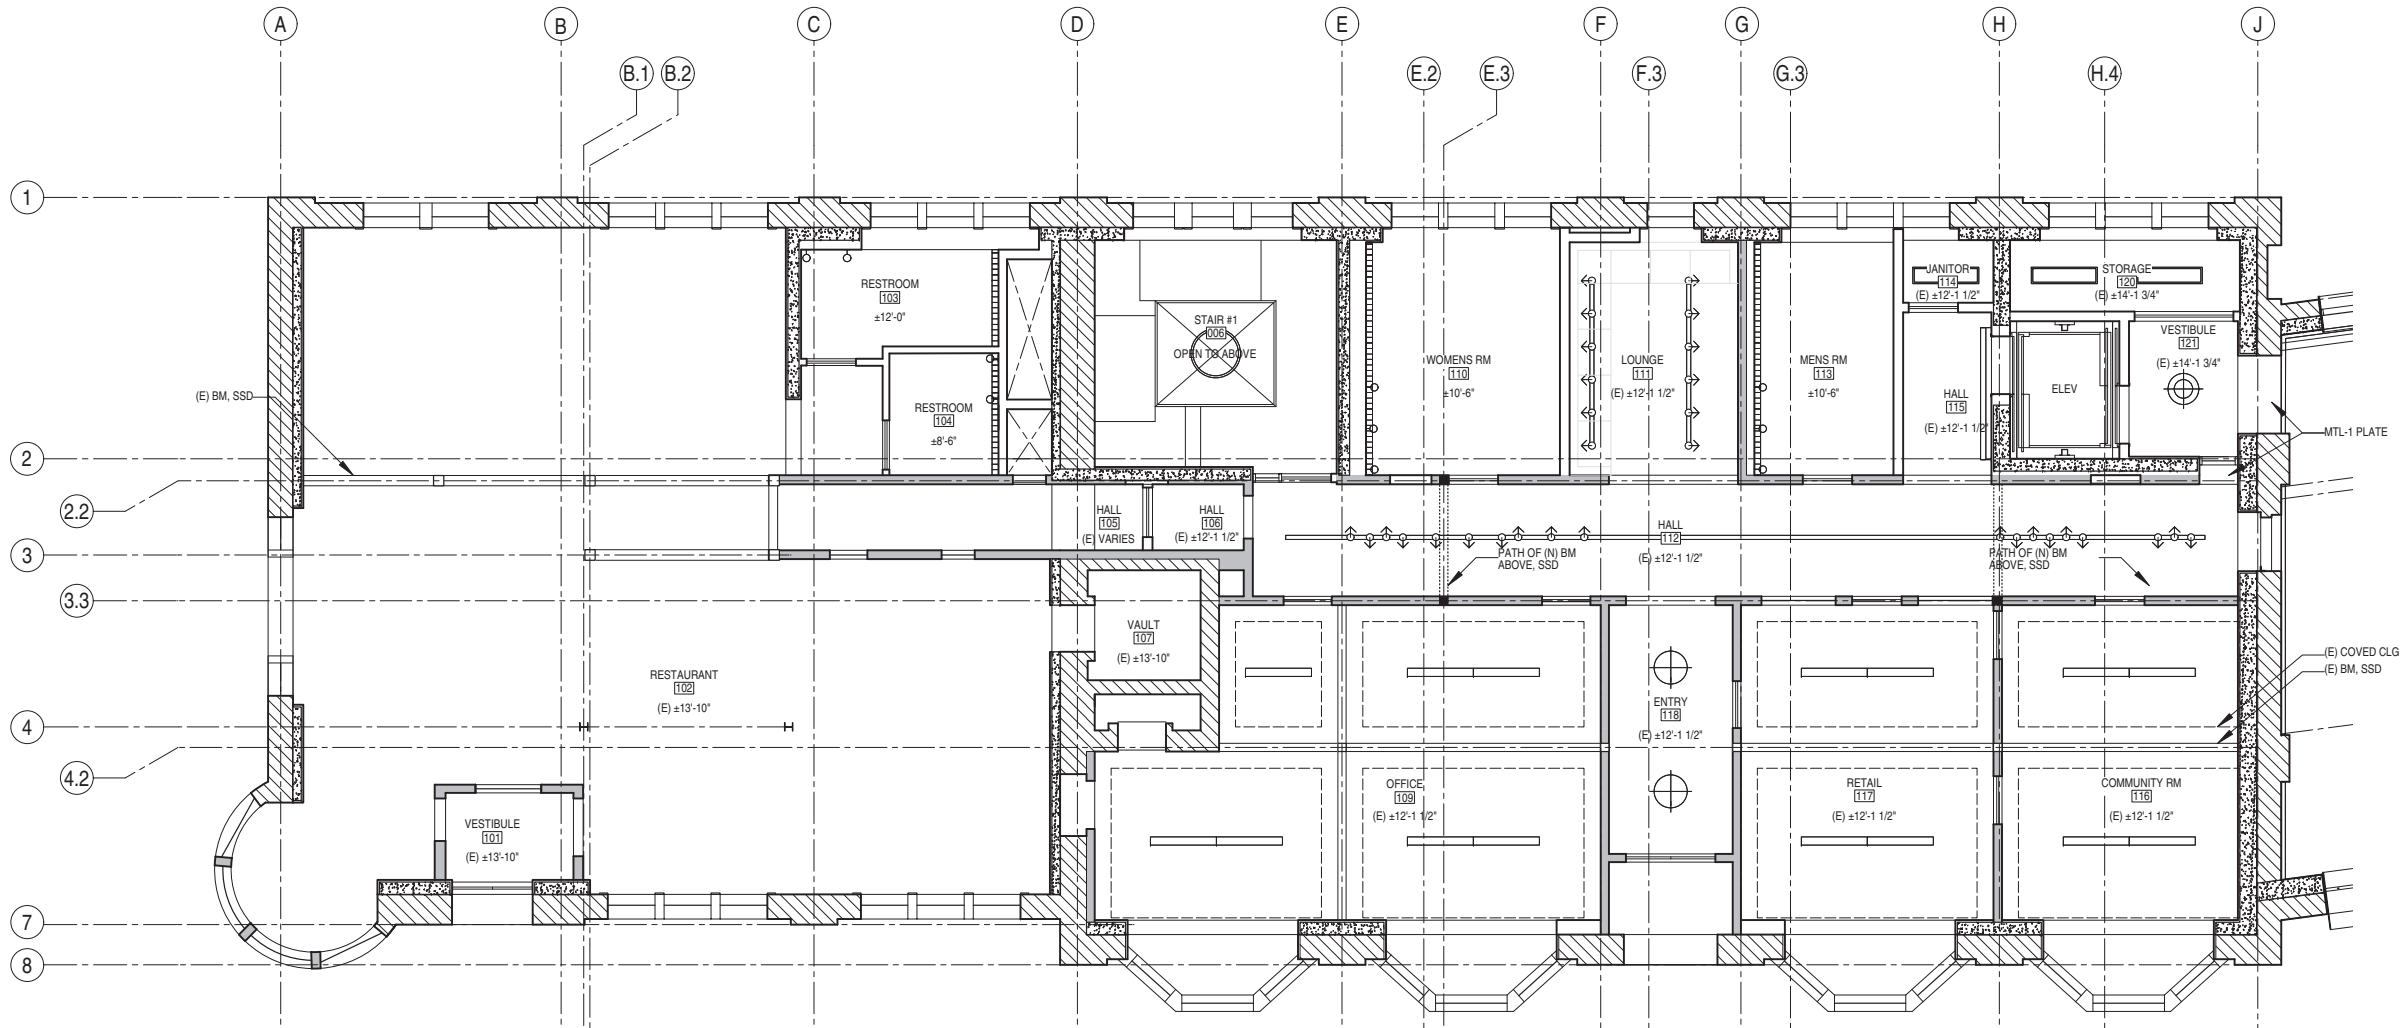 A
B
C
D
E
F
G
H
J
B.1
B.2
E.2
E.3
F.3
G.3
H.4
1
2
2.2
3
3.3
4
4.2
7
8
RESTROOM
103
±12'-0"
RESTROOM
104
±8'-6"
STAIR #1
006
OPEN TO ABOVE
WOMENS RM
110
±10'-6"
LOUNGE
111
(E) ±12'-1 1/2"
MENS RM
113
±10'-6"
JANITOR
114
(E) ±12'-1 1/2"
STORAGE
120
(E) ±14'-1 3/4"
VESTIBULE
121
(E) ±14'-1 3/4"
ELEV
HALL
115
(E) ±12'-1 1/2"
(E) BM, SSD
MTL-1 PLATE
HALL
105
(E) VARIES
HALL
106
(E) ±12'-1 1/2"
HALL
112
(E) ±12'-1 1/2"
PATH OF (N) BM
ABOVE, SSD
PATH OF (N) BM
ABOVE, SSD
VAULT
107
(E) ±13'-10"
RESTAURANT
102
(E) ±13'-10"
ENTRY
118
(E) ±12'-1 1/2"
(E) COVED CLG
(E) BM, SSD
VESTIBULE
101
(E) ±13'-10"
OFFICE
109
(E) ±12'-1 1/2"
RETAIL
117
(E) ±12'-1 1/2"
COMMUNITY RM
116
(E) ±12'-1 1/2"